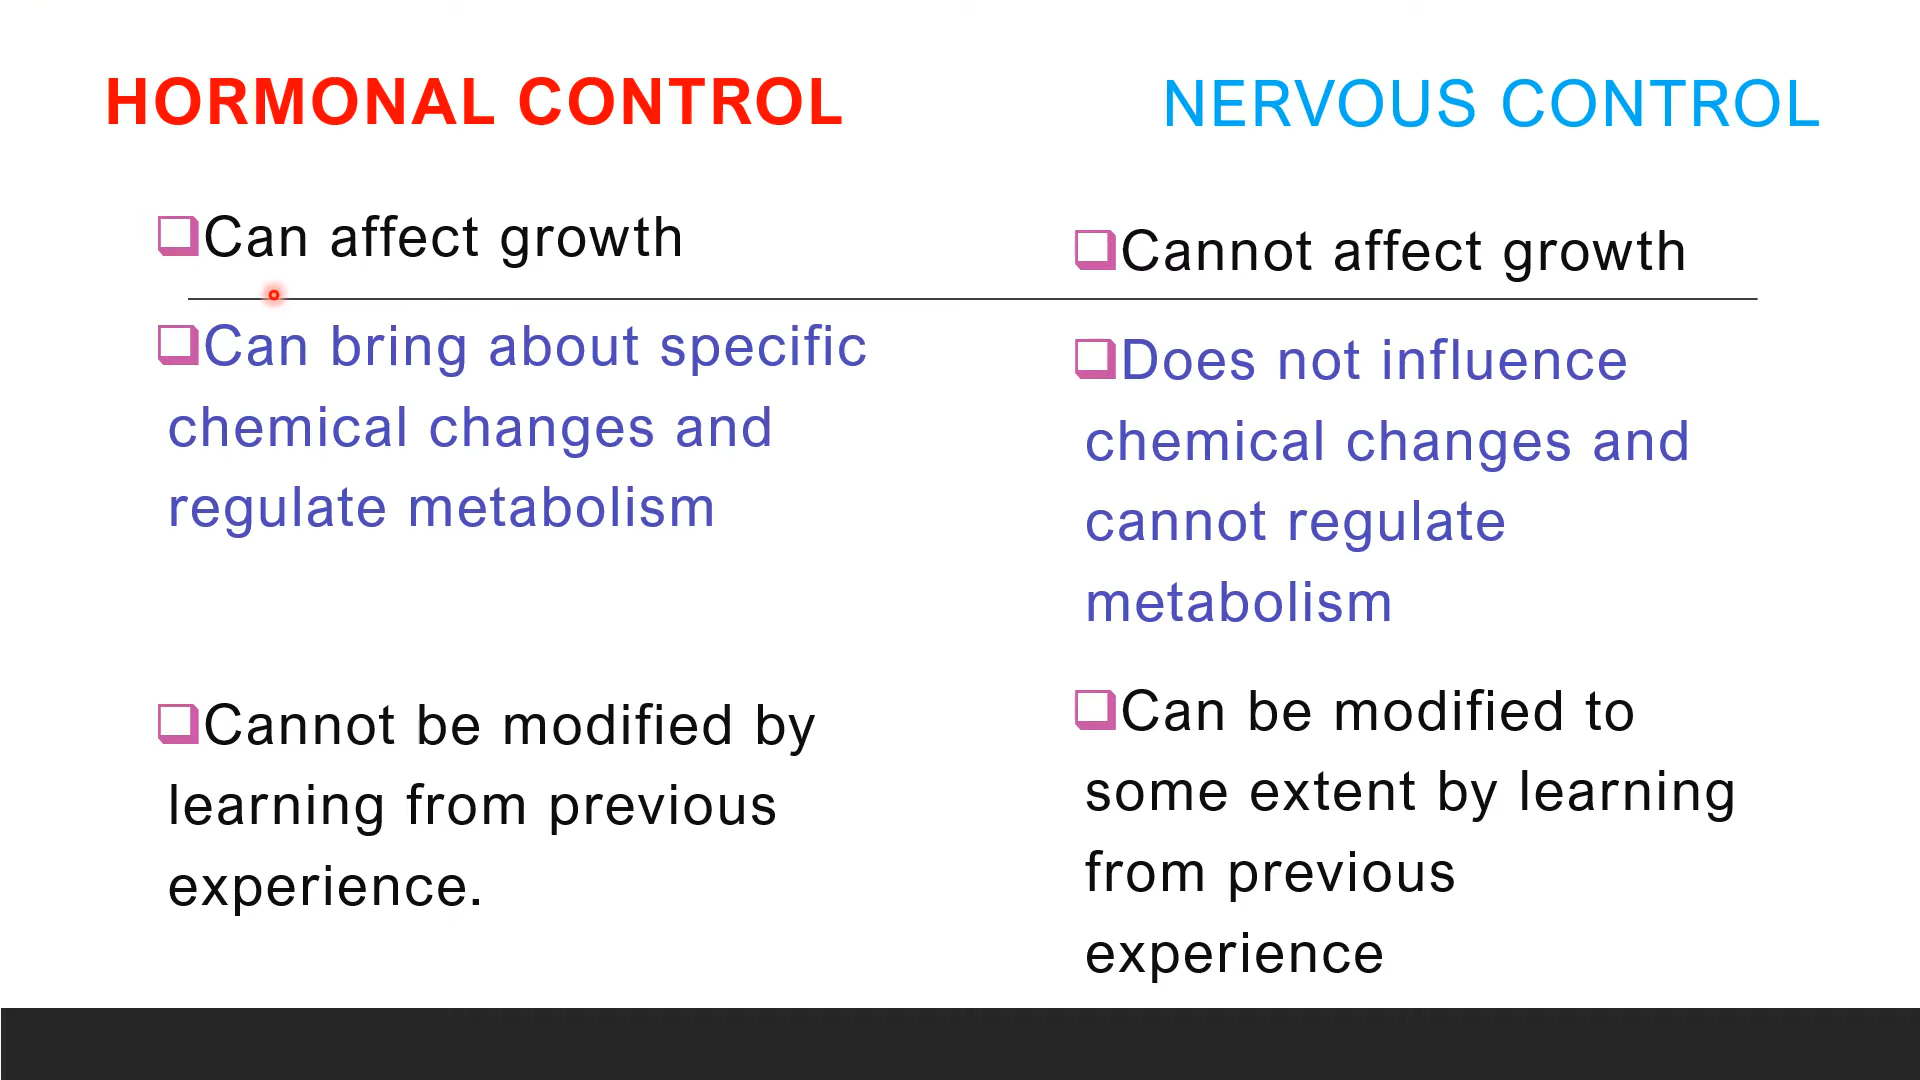 HORMONAL CONTROL
Can affect growth
Can bring about specific
chemical changes and
regulate metabolism
Cannot be modified by
learning from previous
experience.
NERVOUS CONTROL
Cannot affect growth
Does not influence
chemical changes and
cannot regulate
metabolism
Can be modified to
some extent by learning
from previous
experience